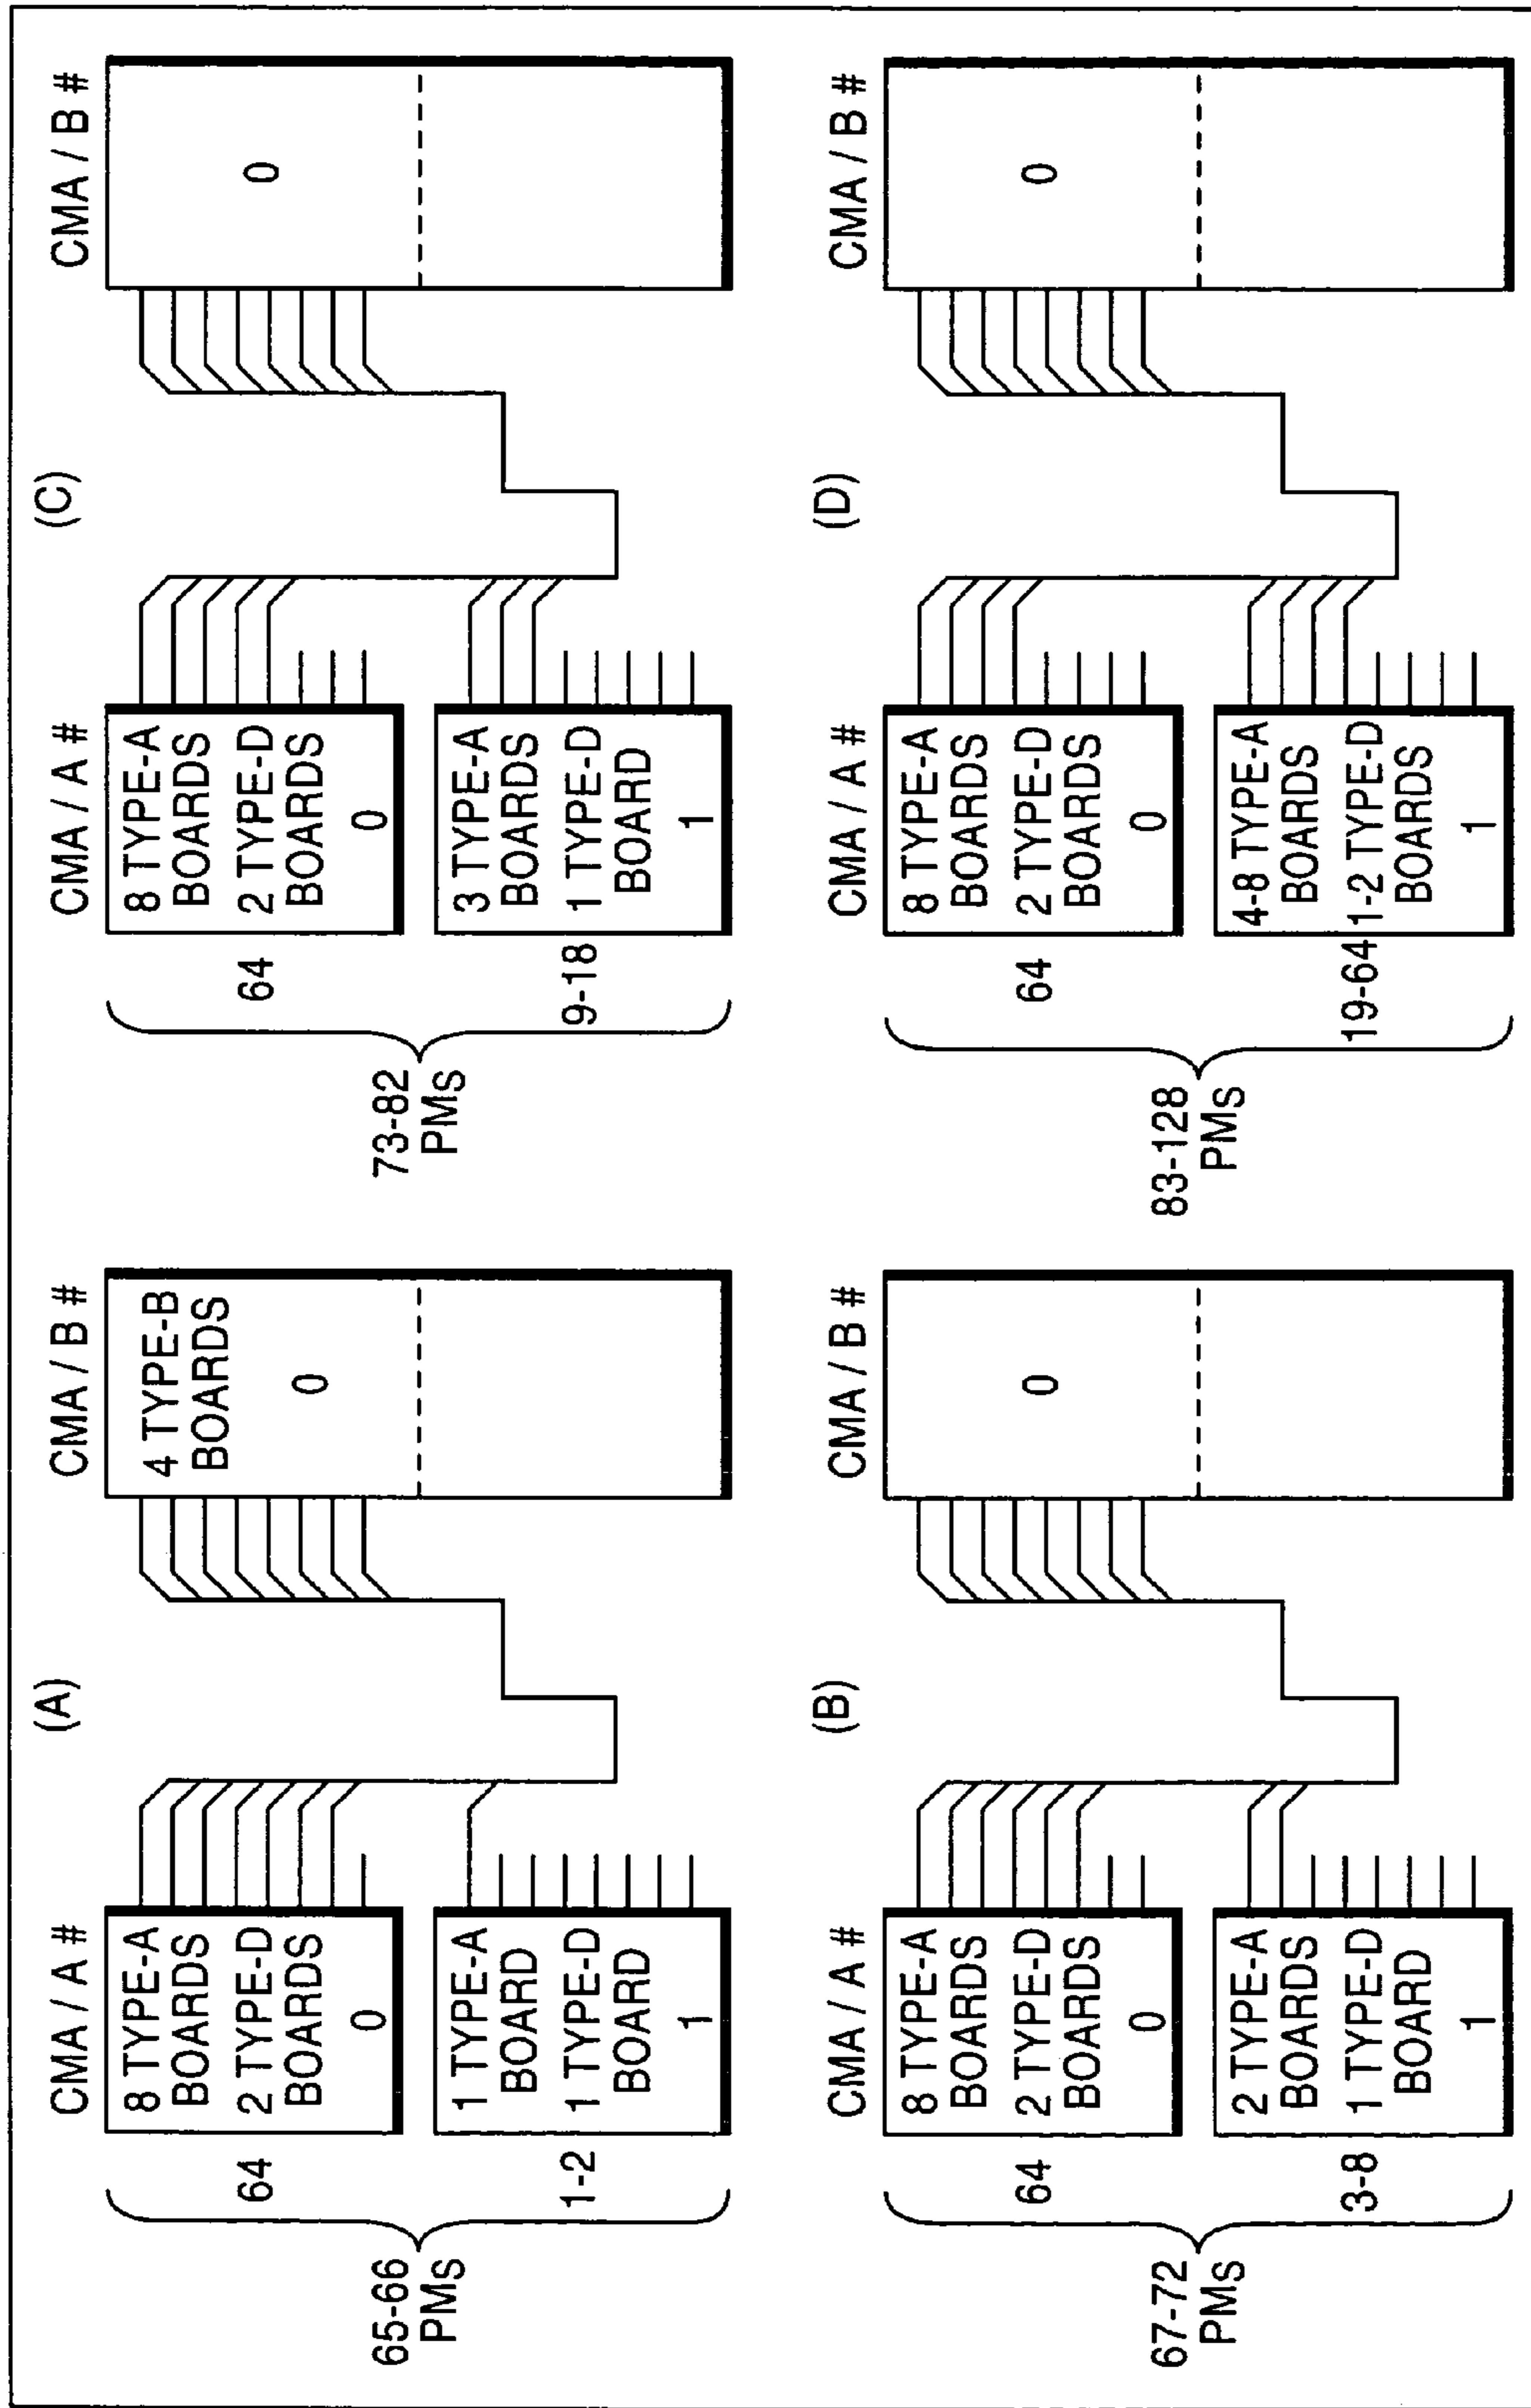 (A)
CMA / A #
CMA / B #
65-66
PMs
64
8 TYPE-A
BOARDS
2 TYPE-D
BOARDS
0
1-2
1 TYPE-A
BOARD
1 TYPE-D
BOARD
1
4 TYPE-B
BOARDS
0
(B)
CMA / A #
CMA / B #
67-72
PMs
64
8 TYPE-A
BOARDS
2 TYPE-D
BOARDS
0
3-8
2 TYPE-A
BOARDS
1 TYPE-D
BOARD
1
0
(C)
CMA / A #
CMA / B #
73-82
PMs
64
8 TYPE-A
BOARDS
2 TYPE-D
BOARDS
0
9-18
3 TYPE-A
BOARDS
1 TYPE-D
BOARD
1
0
(D)
CMA / A #
CMA / B #
83-128
PMs
64
8 TYPE-A
BOARDS
2 TYPE-D
BOARDS
0
19-64
4-8 TYPE-A
BOARDS
1-2 TYPE-D
BOARDS
1
0